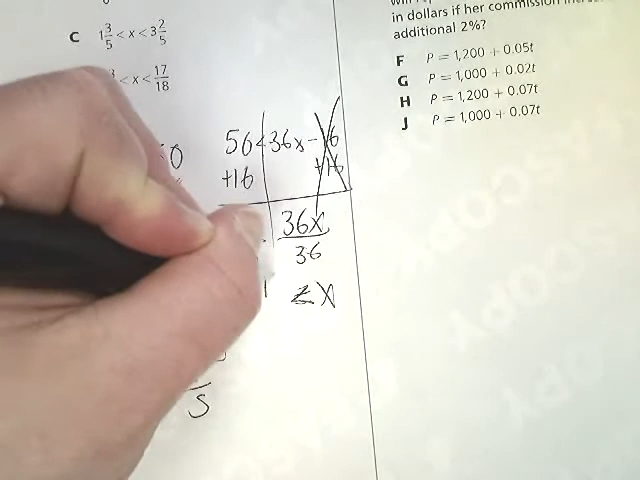 in dollars if her commission
additional 2%?
C 1 3/5 < x < 3 2/5
< x < 17/18
F P = 1,200 + 0.05t
G P = 1,000 + 0.02t
H P = 1,200 + 0.07t
J P = 1,000 + 0.07t
56 < 36x - 16
+16 +16
36x
36
< x
5